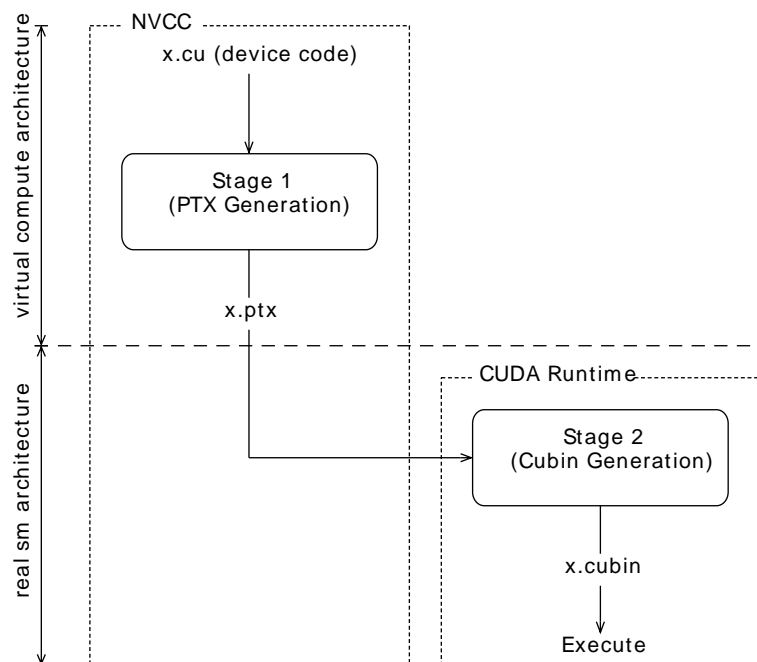 NVCC
x.cu (device code)
virtual compute architecture
Stage 1
(PTX Generation)
x.ptx
real sm architecture
CUDA Runtime
Stage 2
(Cubin Generation)
x.cubin
Execute